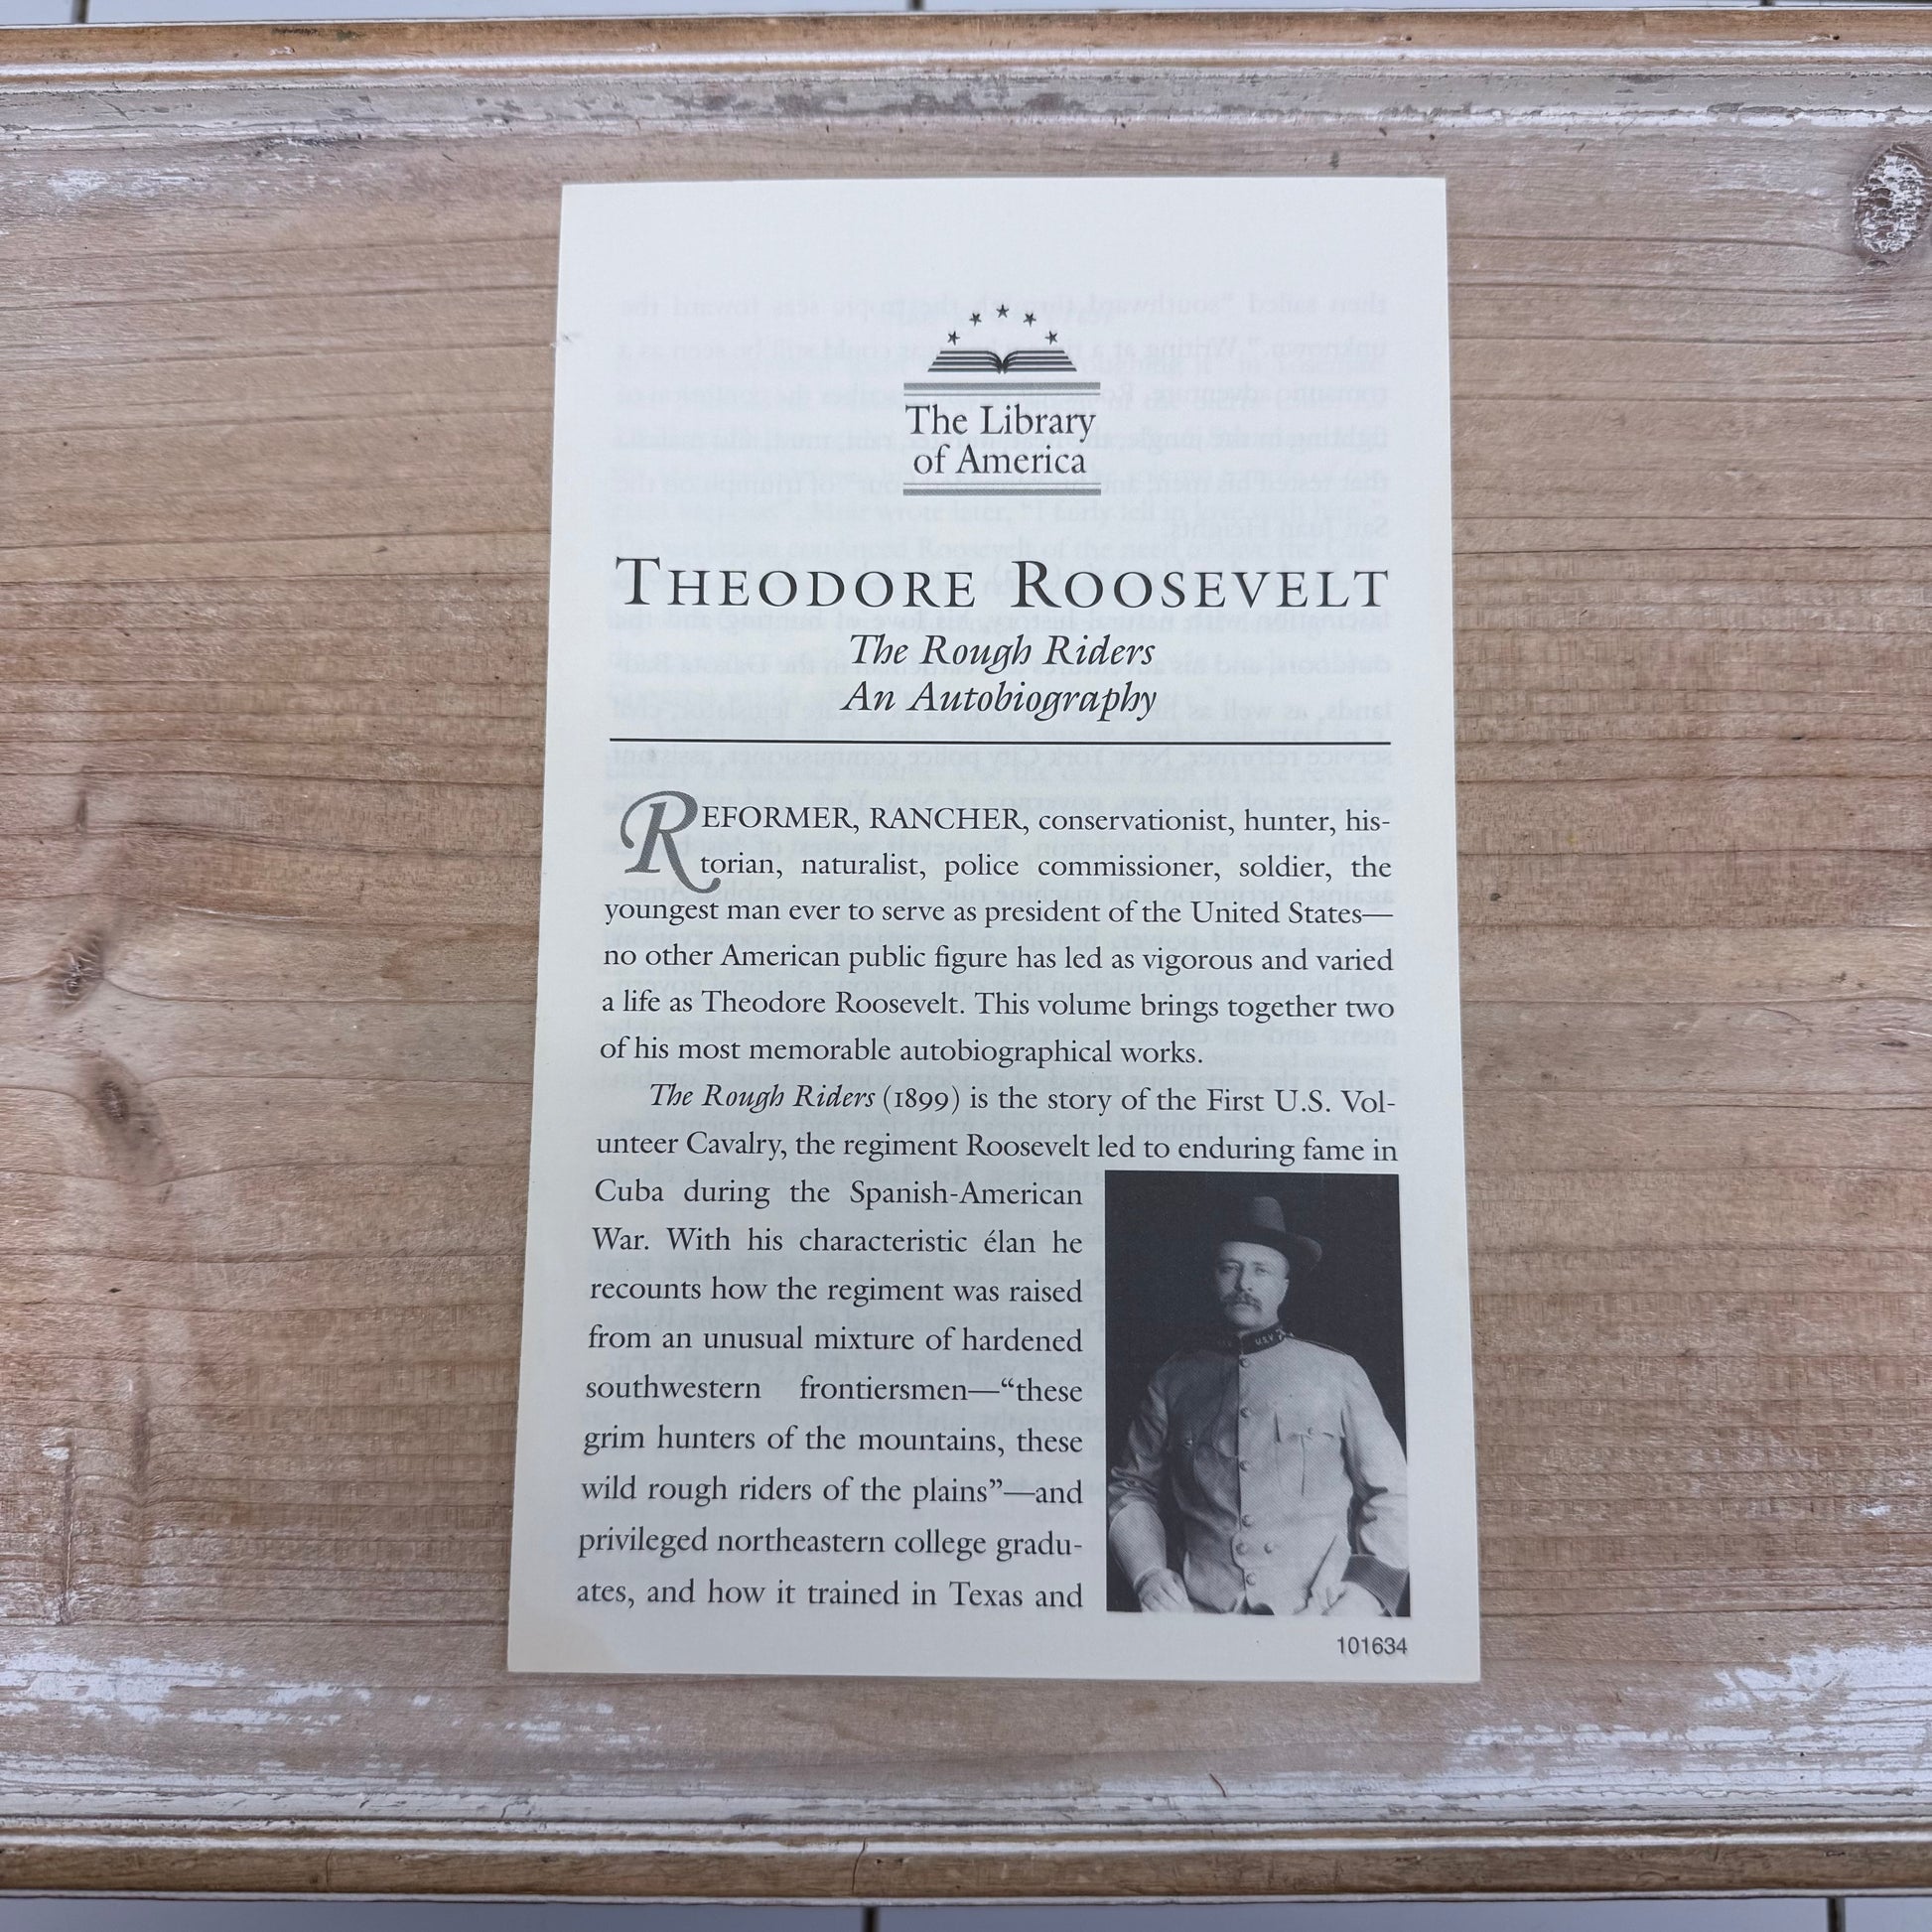 The Library
of America
THEODORE ROOSEVELT
The Rough Riders
An Autobiography
REFORMER, RANCHER, conservationist, hunter, his-
torian, naturalist, police commissioner, soldier, the
youngest man ever to serve as president of the United States—
no other American public figure has led as vigorous and varied
a life as Theodore Roosevelt. This volume brings together two
of his most memorable autobiographical works.
The Rough Riders (1899) is the story of the First U.S. Vol-
unteer Cavalry, the regiment Roosevelt led to enduring fame in
Cuba during the Spanish-American
War. With his characteristic élan he
recounts how the regiment was raised
from an unusual mixture of hardened
southwestern frontiersmen—“these
grim hunters of the mountains, these
wild rough riders of the plains”—and
privileged northeastern college gradu-
ates, and how it trained in Texas and
101634